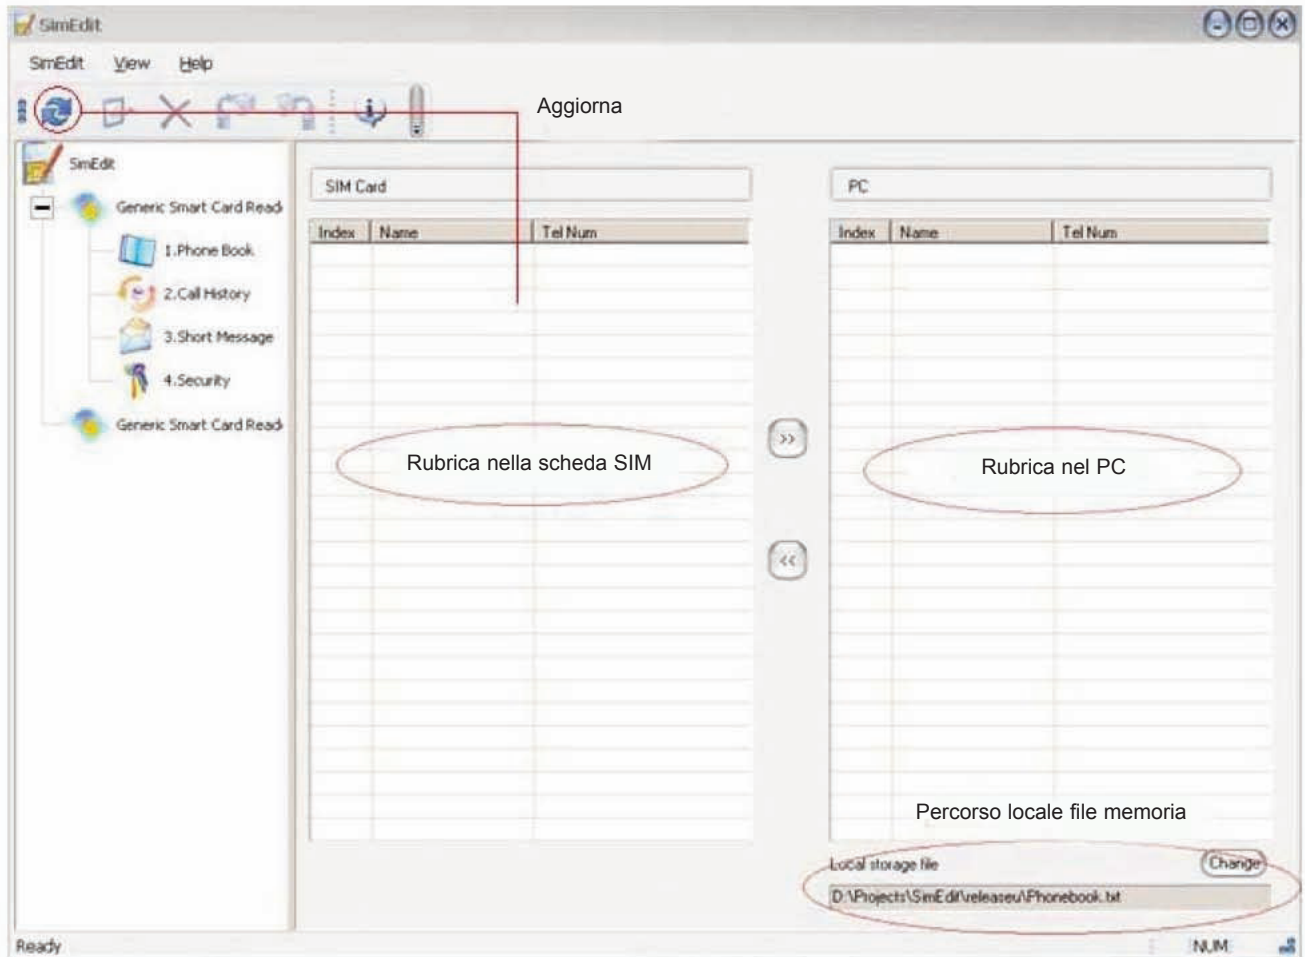 SimEdit
SimEdit View Help
Aggiorna
SimEdit
Generic Smart Card Read
1.Phone Book
2.Call History
3.Short Message
4.Security
Generic Smart Card Read
SIM Card
Index Name Tel Num
Rubrica nella scheda SIM
>>
<<
PC
Index Name Tel Num
Rubrica nel PC
Percorso locale file memoria
Local storage file
Change
D:\Projects\SimEdit\releaseu\Phonebook.txt
Ready
NUM